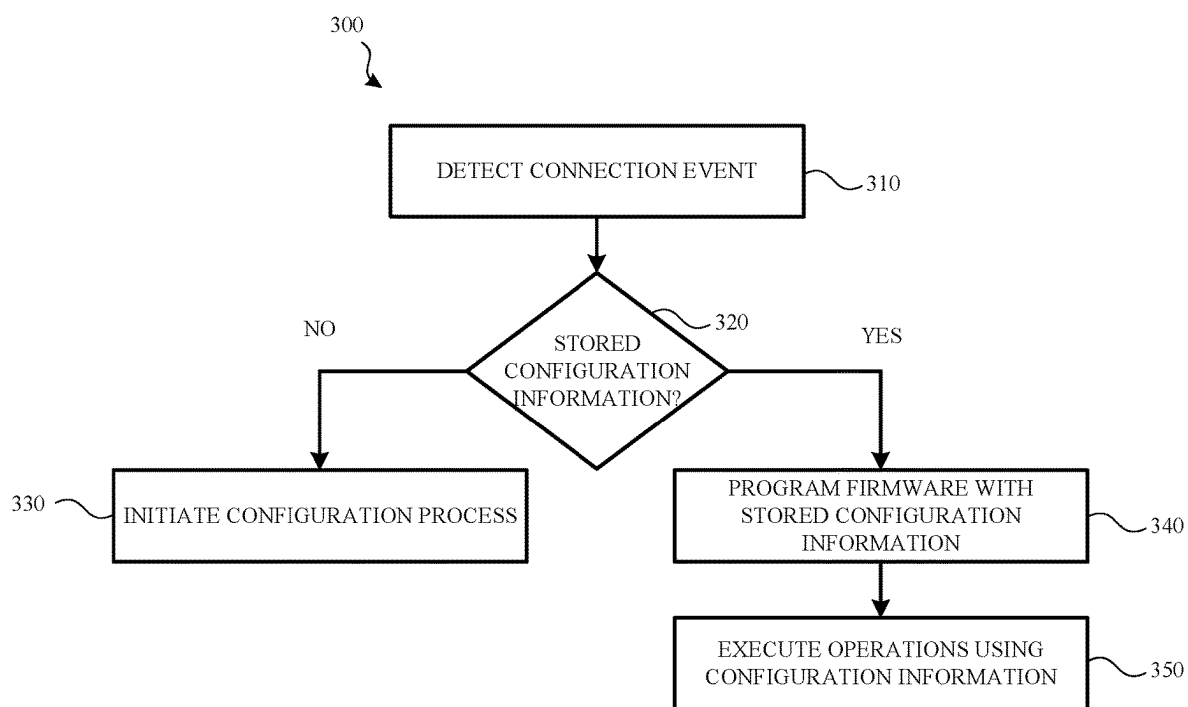 300
DETECT CONNECTION EVENT
310
320
NO
YES
STORED
CONFIGURATION
INFORMATION?
330
INITIATE CONFIGURATION PROCESS
PROGRAM FIRMWARE WITH
STORED CONFIGURATION
INFORMATION
340
EXECUTE OPERATIONS USING
CONFIGURATION INFORMATION
350